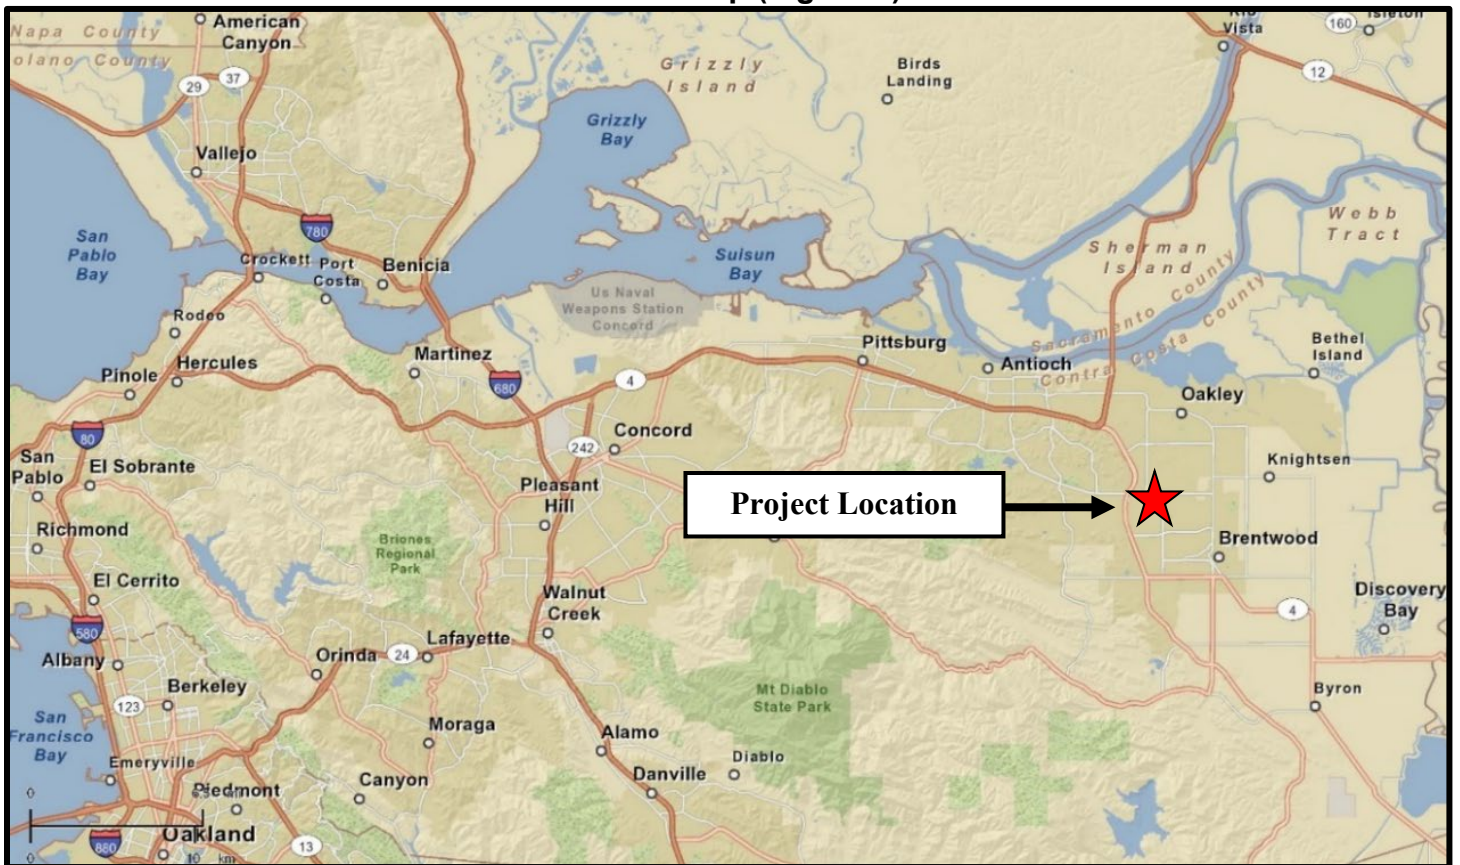 American
Canyon
Vista
160
Isleton
Napa County
Solano County
Grizzly
Island
Birds
Landing
12
29
37
Grizzly
Bay
Vallejo
Webb
Tract
780
San
Pablo
Bay
Crockett
Port
Costa
Benicia
Suisun
Bay
Sherman
Island
Us Naval
Weapons Station
Concord
Sacramento County
Contra Costa County
Rodeo
Hercules
Pinole
Martinez
680
4
Pittsburg
Antioch
Bethel
Island
Oakley
80
San
Pablo
El Sobrante
242
Concord
Knightsen
Pleasant
Hill
Project Location
Richmond
Briones
Regional
Park
Brentwood
El Cerrito
Walnut
Creek
4
Discovery
Bay
580
Albany
Orinda
24
Lafayette
Berkeley
123
Mt Diablo
State Park
Byron
San
Francisco
Bay
Moraga
Alamo
Emeryville
Diablo
Danville
Canyon
0
Piedmont
Oakland
880
13
0
10 km